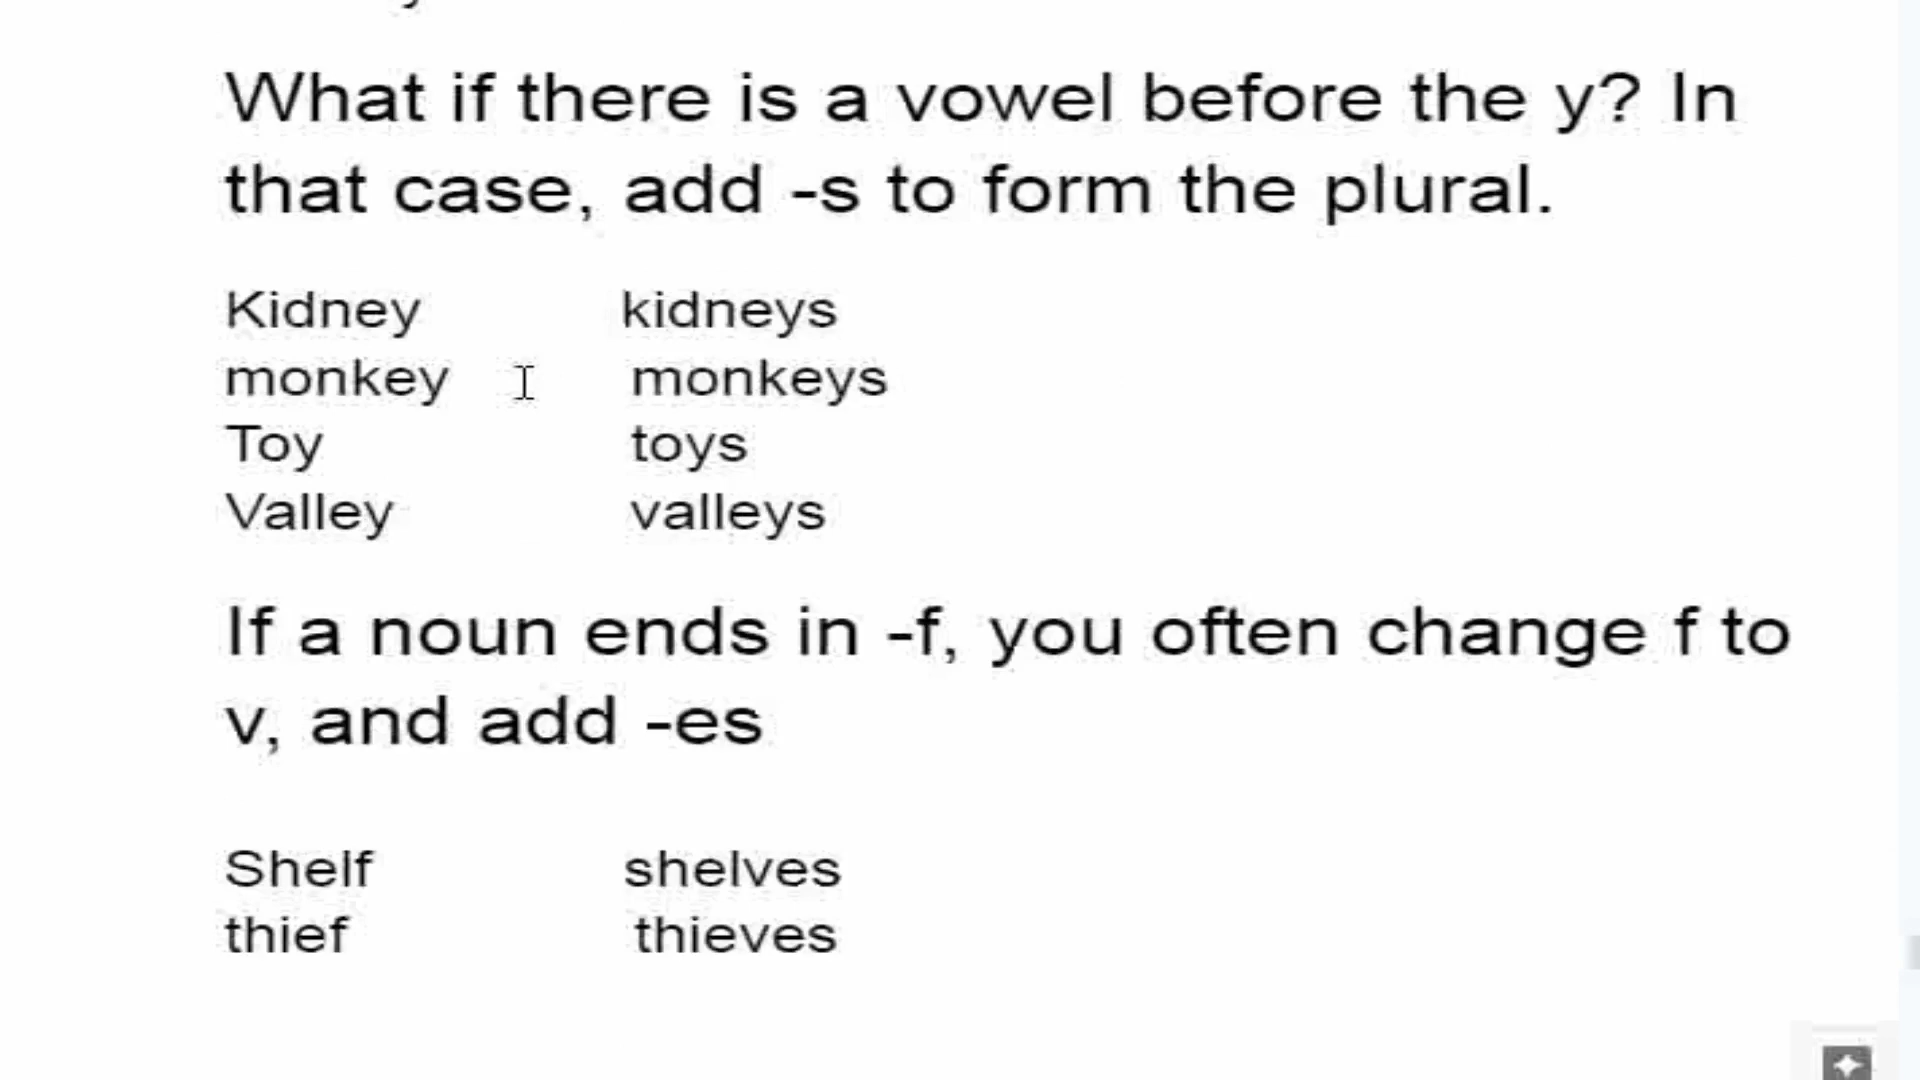 What if there is a vowel before the y? In
that case, add -s to form the plural.
Kidney kidneys
monkey monkeys
Toy toys
Valley valleys
If a noun ends in -f, you often change f to
v, and add -es
Shelf shelves
thief thieves